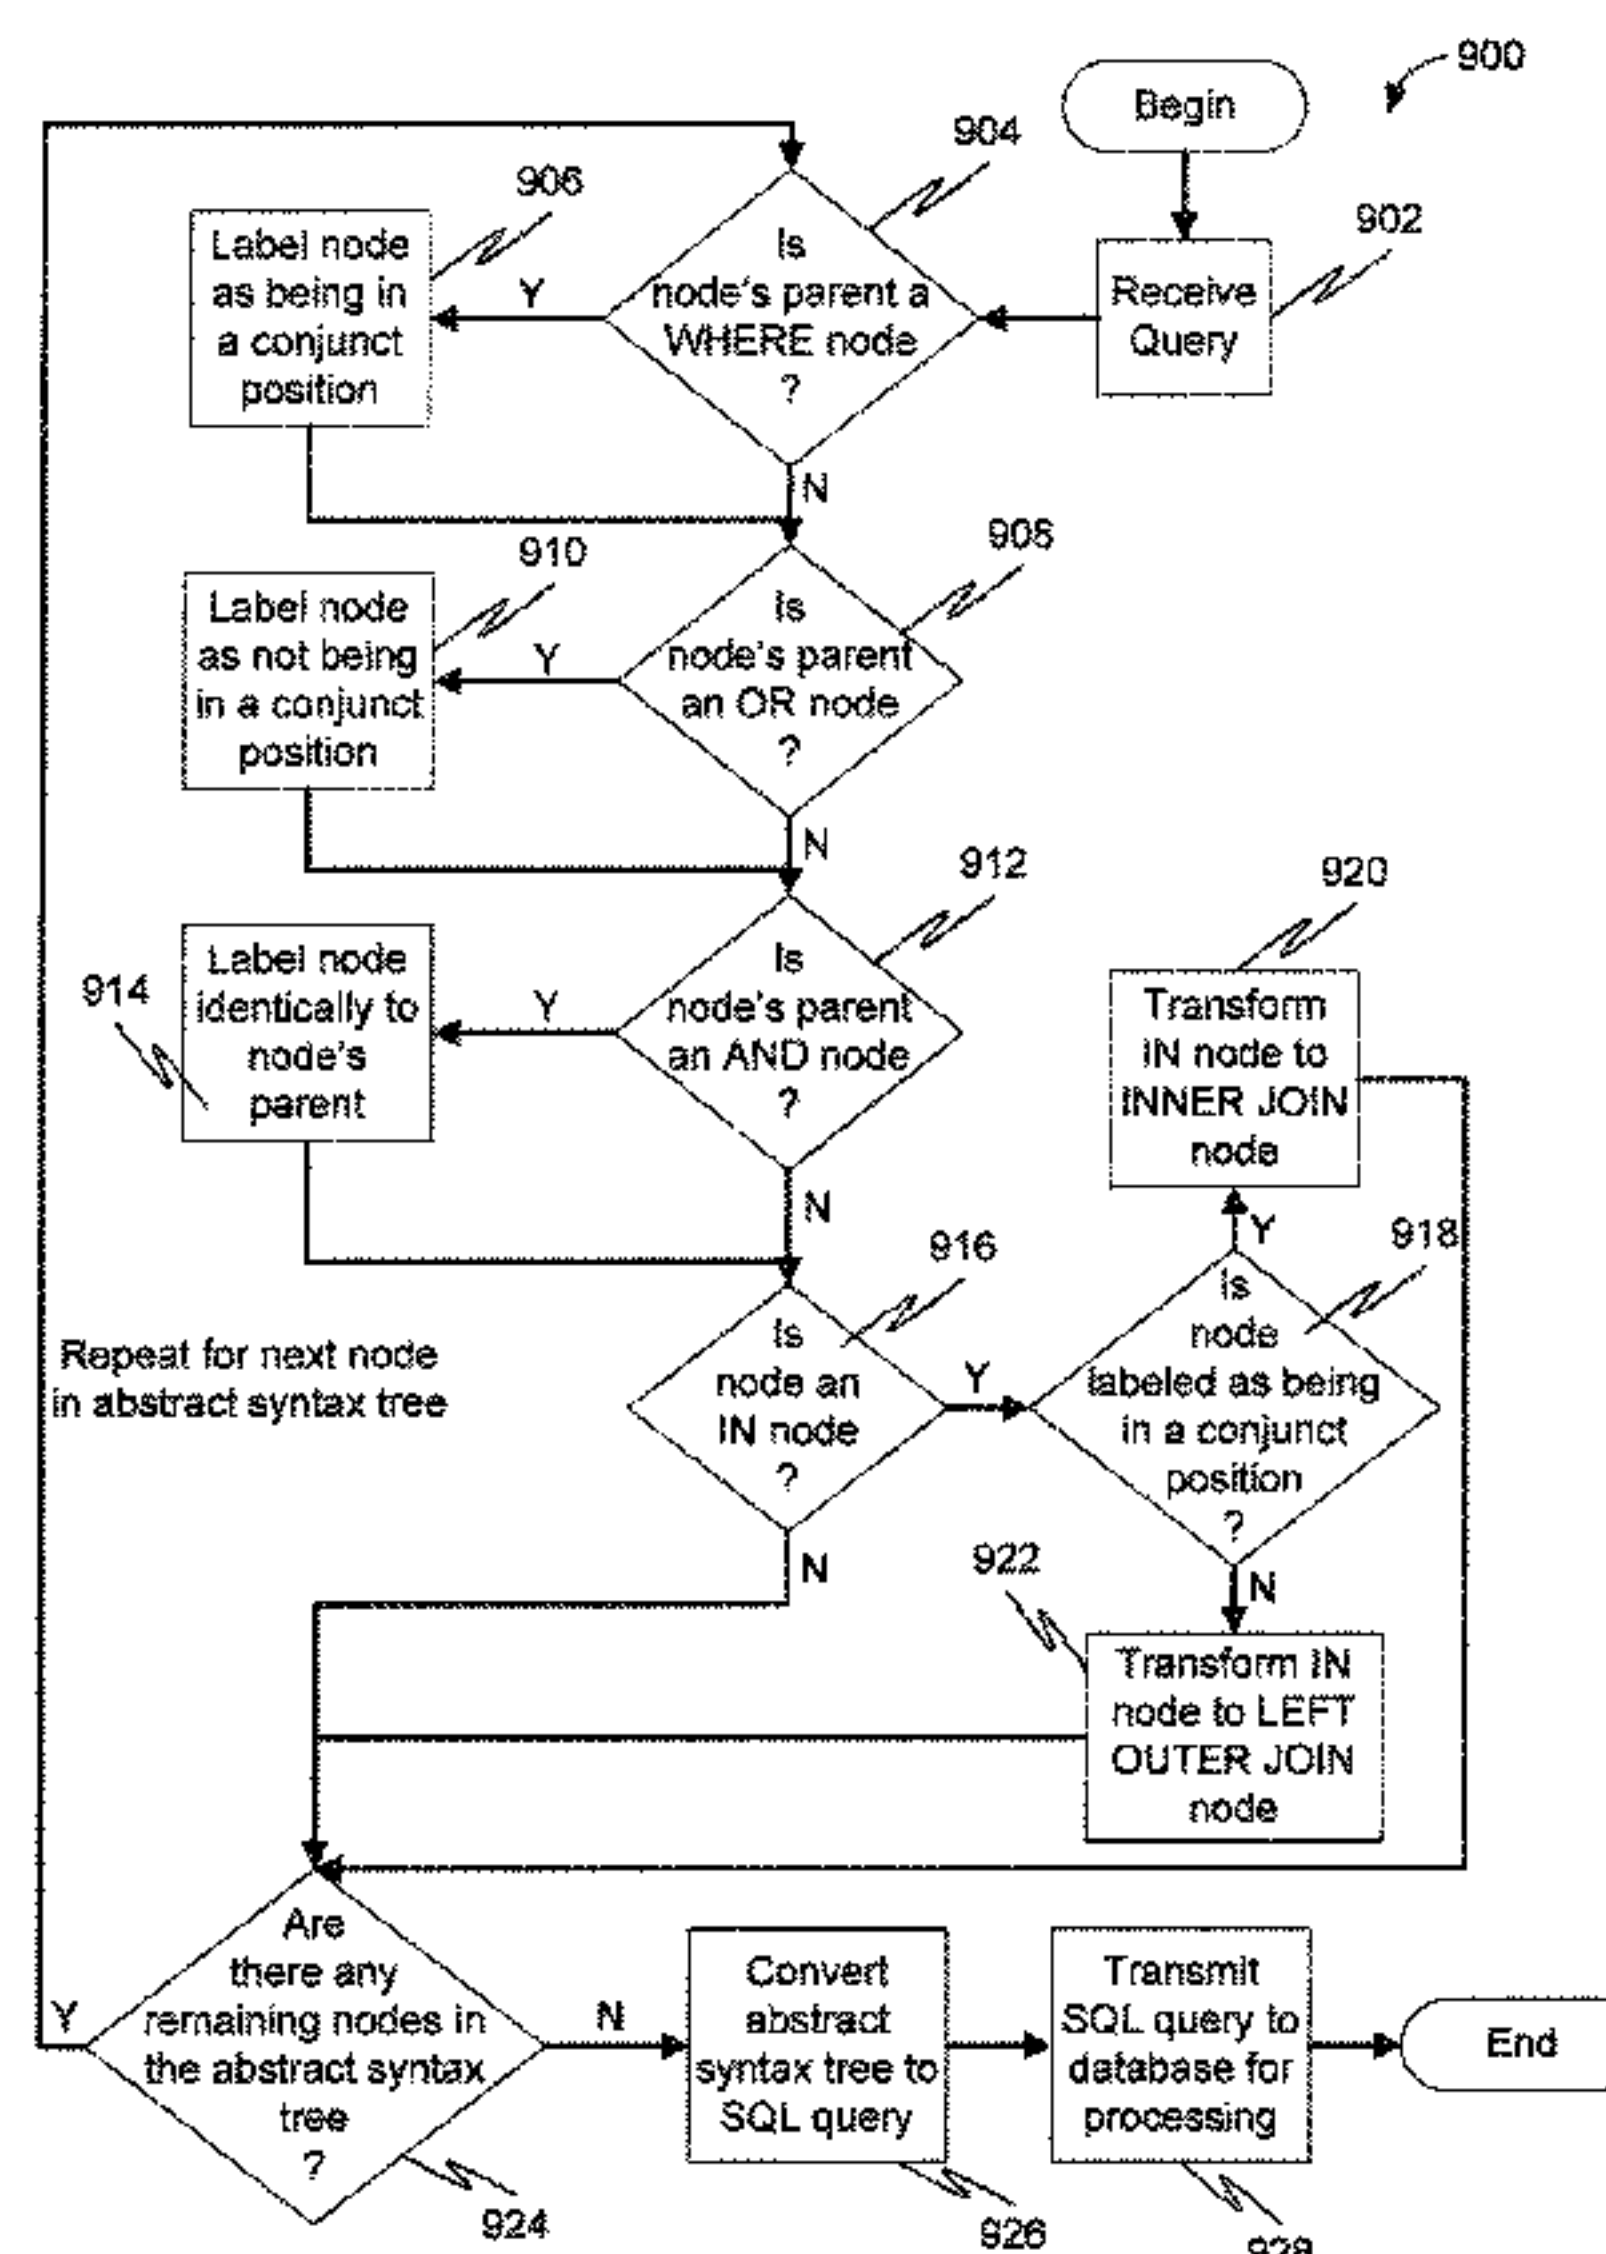 900
Begin
904
906
902
Label node
as being in
a conjunct
position
Y
Is
node's parent a
WHERE node
?
Receive
Query
N
908
910
Label node
as not being
in a conjunct
position
Y
Is
node's parent
an OR node
?
N
912
920
914
Label node
identically to
node's
parent
Y
Is
node's parent
an AND node
?
Transform
IN node to
INNER JOIN
node
N
Y
916
918
Repeat for next node
in abstract syntax tree
Is
node an
IN node
?
Y
Is
node
labeled as being
in a conjunct
position
?
N
N
922
Transform IN
node to LEFT
OUTER JOIN
node
Y
Are
there any
remaining nodes in
the abstract syntax
tree
?
N
Convert
abstract
syntax tree to
SQL query
Transmit
SQL query to
database for
processing
End
924
926
928